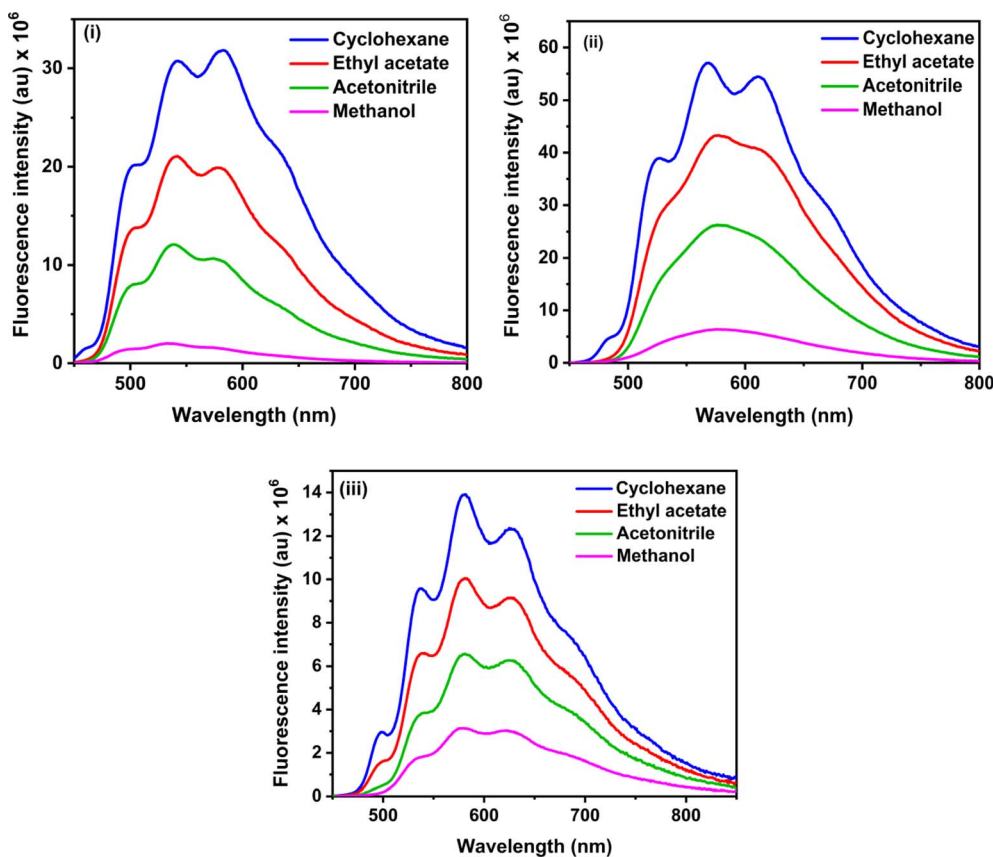 (i)
Cyclohexane
Ethyl acetate
Acetonitrile
Methanol
Fluorescence intensity (au) x 10⁶
30
20
10
0
500 600 700 800
Wavelength (nm)
(ii)
Cyclohexane
Ethyl acetate
Acetonitrile
Methanol
Fluorescence intensity (au) x 10⁶
60
50
40
30
20
10
0
500 600 700 800
Wavelength (nm)
(iii)
Cyclohexane
Ethyl acetate
Acetonitrile
Methanol
Fluorescence intensity (au) x 10⁶
14
12
10
8
6
4
2
0
500 600 700 800
Wavelength (nm)